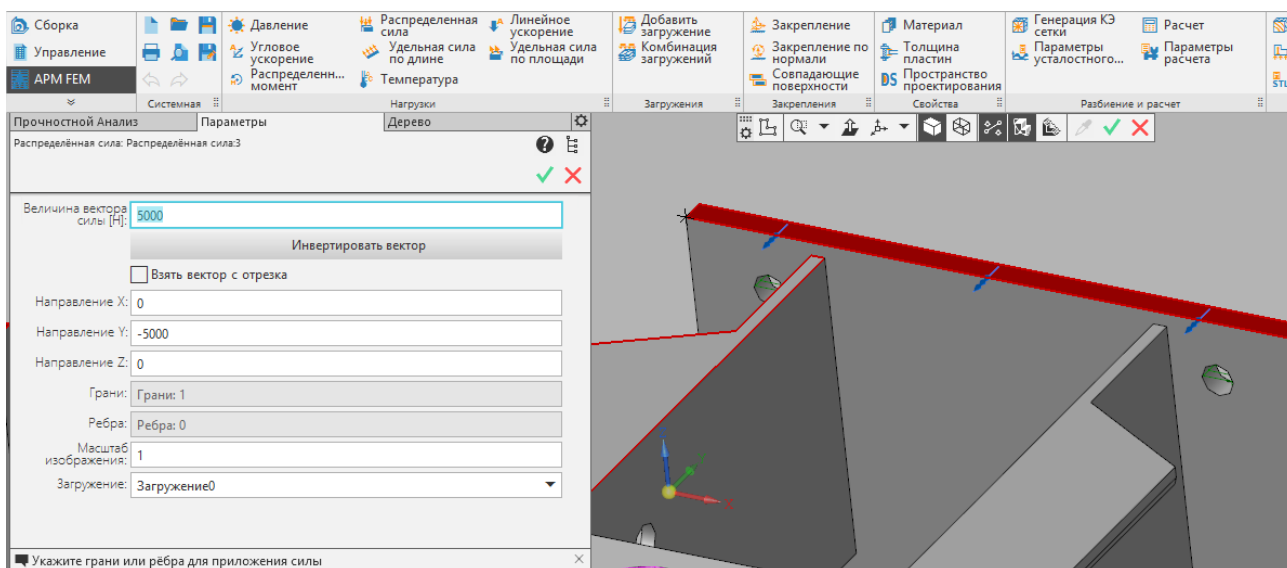 Сборка
Управление
APM FEM
Системная
Давление
Угловое
ускорение
Распределенн...
момент
Распределенная
сила
Удельная сила
по длине
Температура
Линейное
ускорение
Удельная сила
по площади
Нагрузки
Добавить
загружение
Комбинация
загружений
Загружения
Закрепление
Закрепление по
нормали
Совпадающие
поверхности
Закрепления
Материал
Толщина
пластин
DS Пространство
проектирования
Свойства
Генерация КЭ
сетки
Параметры
усталостного...
Расчет
Параметры
расчета
Разбиение и расчет
STL
Прочностной Анализ
Параметры
Дерево
Распределённая сила: Распределённая сила:3
Величина вектора
силы [Н]: 5000
Инвертировать вектор
Взять вектор с отрезка
Направление X: 0
Направление Y: -5000
Направление Z: 0
Грани: Грани: 1
Ребра: Ребра: 0
Масштаб
изображения: 1
Загружение: Загружение0
Укажите грани или рёбра для приложения силы
X